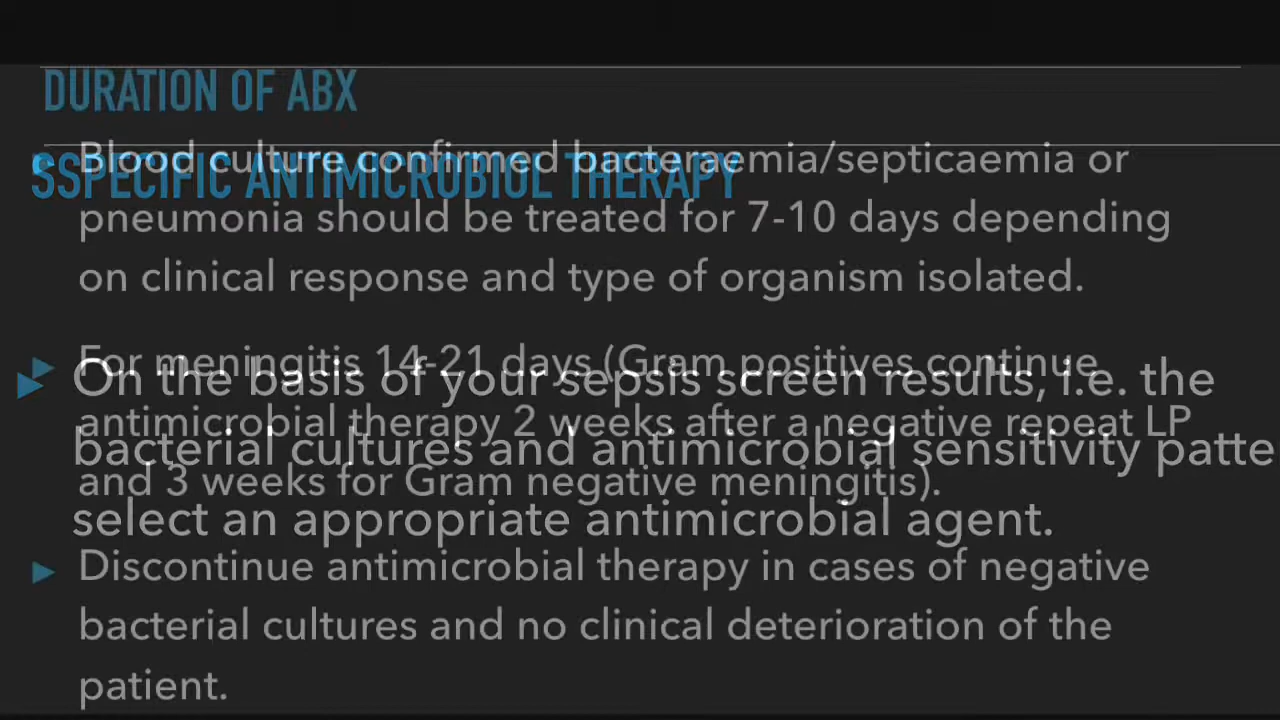 DURATION OF ABX
▸ Blood culture confirmed bacteraemia/septicaemia or
pneumonia should be treated for 7-10 days depending
on clinical response and type of organism isolated.
▸ For meningitis 14-21 days (Gram positives continue
antimicrobial therapy 2 weeks after a negative repeat LP
and 3 weeks for Gram negative meningitis).
▸ Discontinue antimicrobial therapy in cases of negative
bacterial cultures and no clinical deterioration of the
patient.
SSPECIFIC ANTIMICROBIOL THERAPY
▸ On the basis of your sepsis screen results, i.e. the
bacterial cultures and antimicrobial sensitivity patte
select an appropriate antimicrobial agent.